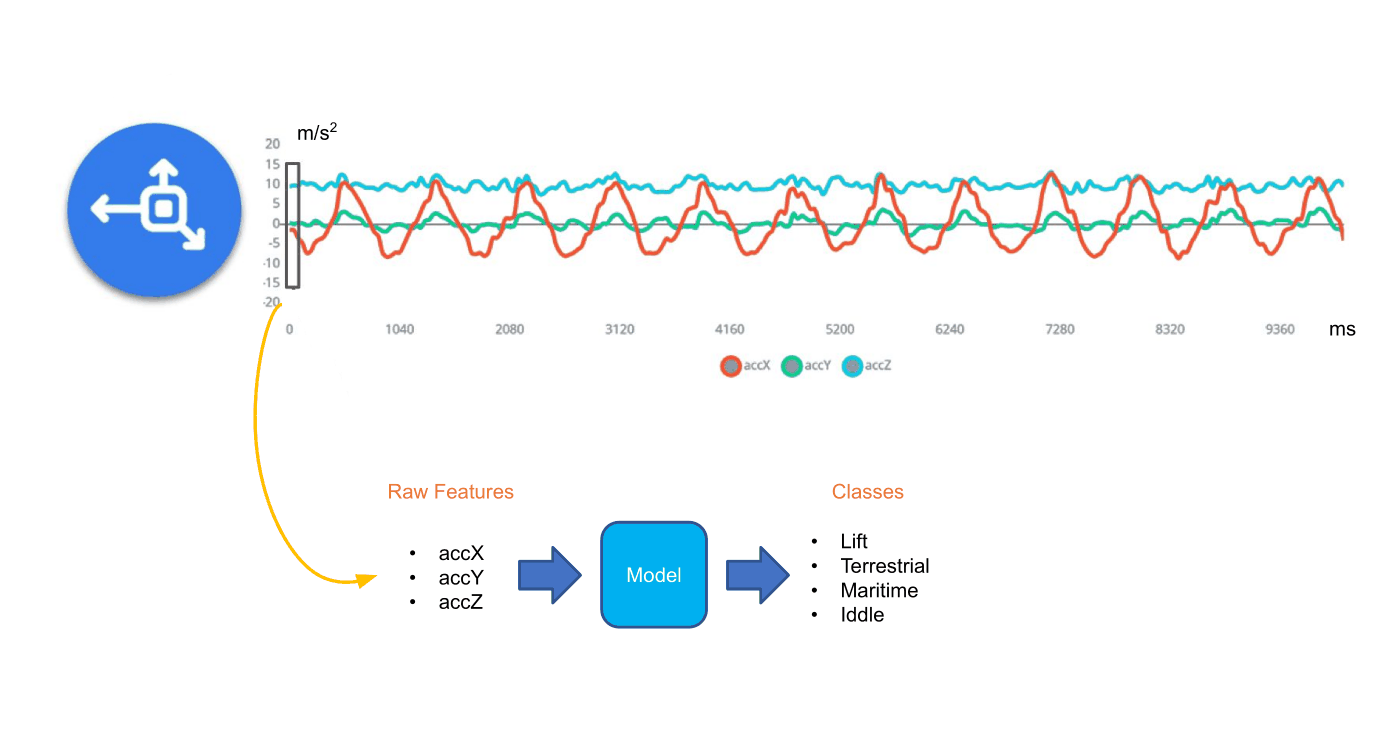 m/s²
20
15
10
5
0
-5
-10
-15
-20
0 1040 2080 3120 4160 5200 6240 7280 8320 9360 ms
accX accY accZ
Raw Features
• accX
• accY
• accZ
Model
Classes
• Lift
• Terrestrial
• Maritime
• Iddle